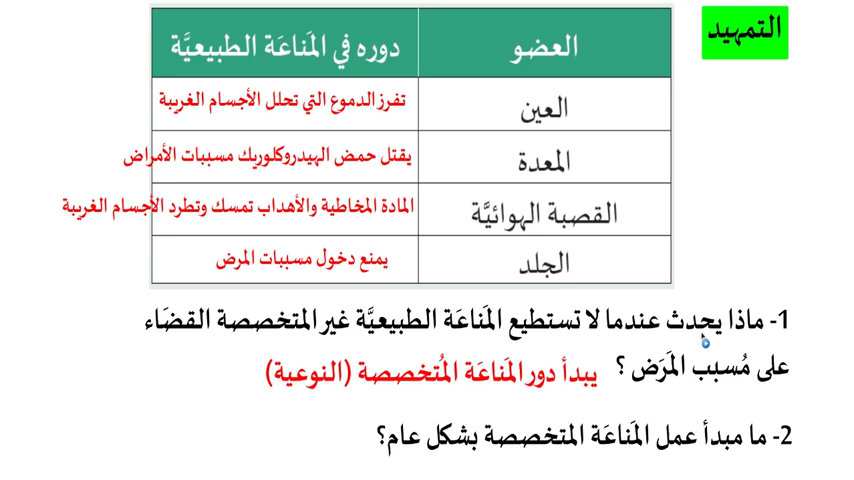 التمهيد
العضو
دوره في المَناعَة الطبيعيَّة
العين
تفرز الدموع التي تحلل الأجسام الغريبة
المعدة
يقتل حمض الهيدروكلوريك مسببات الأمراض
القصبة الهوائيَّة
المادة المخاطية والأهداب تمسك وتطرد الأجسام الغريبة
الجلد
يمنع دخول مسببات المرض
1- ماذا يحدث عندما لا تستطيع المَناعَة الطبيعيَّة غير المتخصصة القضَاء
على مُسبب المَرَض ؟ يبدأ دور المَناعَة المُتخصصة (النوعية)
2- ما مبدأ عمل المَناعَة المتخصصة بشكل عام؟